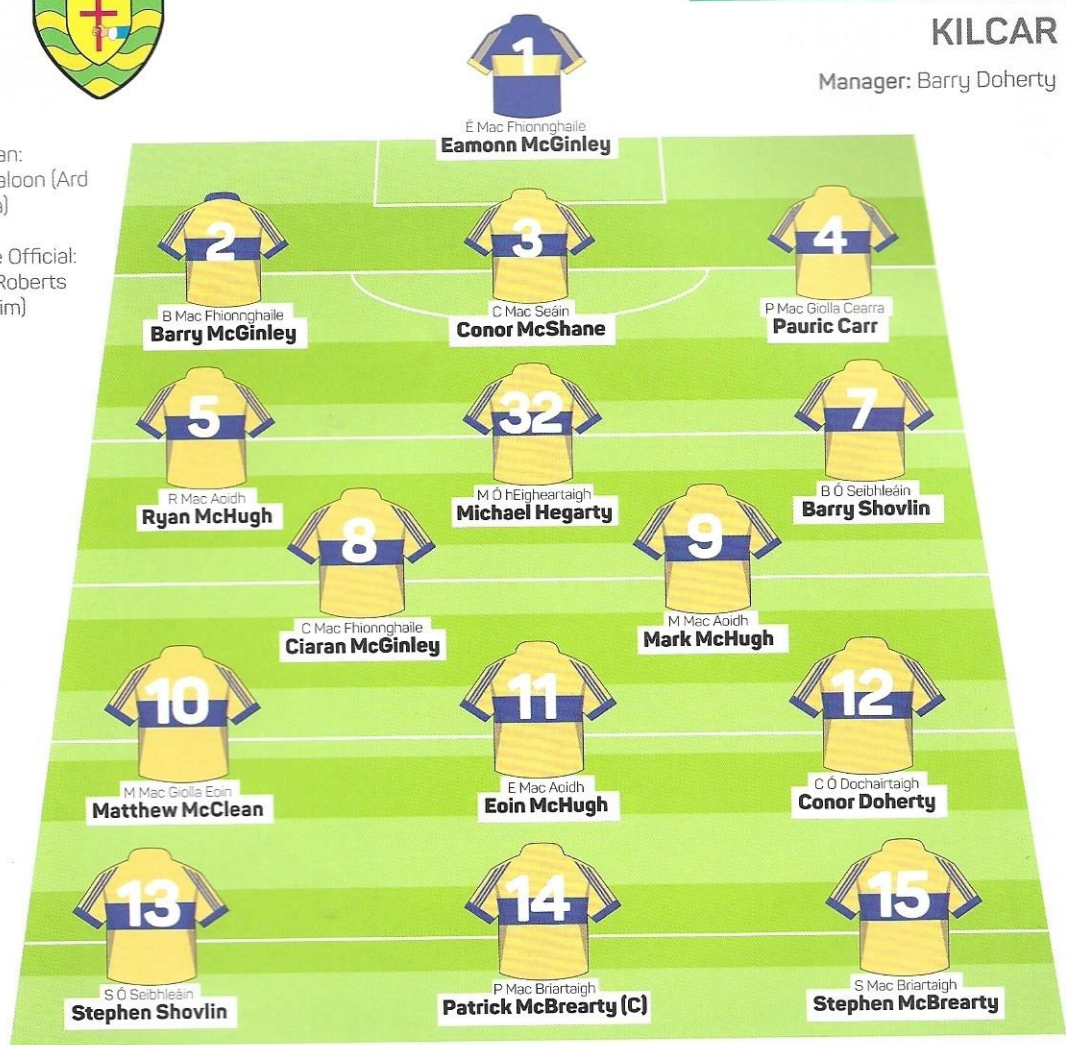 KILCAR
Manager: Barry Doherty
an:
aloon (Ard
a)
e Official:
Roberts
im)
1
É Mac Fhionnghaile
Eamonn McGinley
2
3
4
B Mac Fhionnghaile
Barry McGinley
C Mac Seáin
Conor McShane
P Mac Giolla Cearra
Pauric Carr
5
32
7
R Mac Aoidh
Ryan McHugh
M Ó hEigheartaigh
Michael Hegarty
B Ó Seibhleáin
Barry Shovlin
8
9
C Mac Fhionnghaile
Ciaran McGinley
M Mac Aoidh
Mark McHugh
10
11
12
M Mac Giolla Eoin
Matthew McClean
E Mac Aoidh
Eoin McHugh
C Ó Dochairtaigh
Conor Doherty
13
14
15
S Ó Seibhleáin
Stephen Shovlin
P Mac Briartaigh
Patrick McBrearty (C)
S Mac Briartaigh
Stephen McBrearty